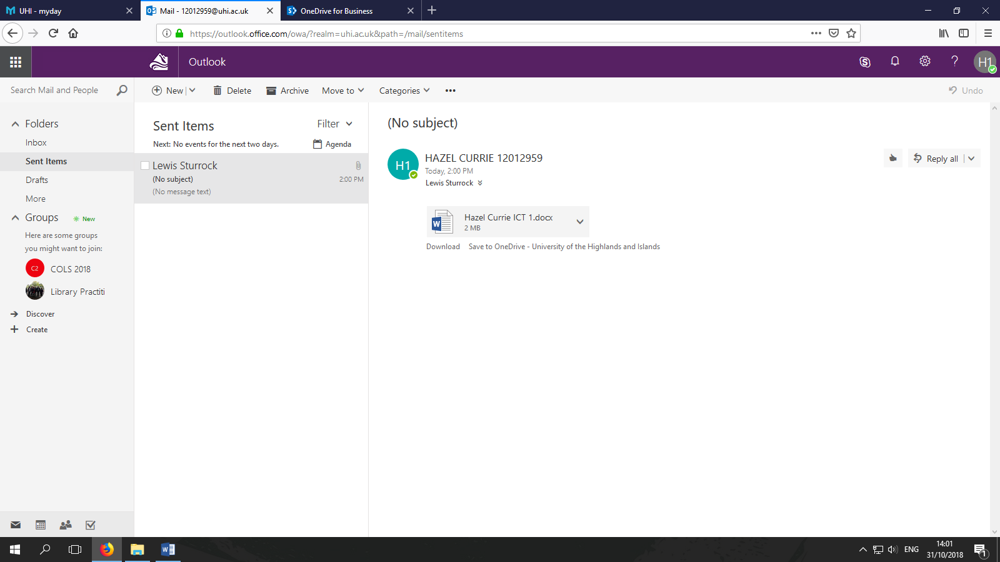 UHI - myday
Mail - 12012959@uhi.ac.uk
OneDrive for Business
https://outlook.office.com/owa/?realm=uhi.ac.uk&path=/mail/sentitems
Outlook
H1
Search Mail and People
New
Delete
Archive
Move to
Categories
Undo
Folders
Inbox
Sent Items
Drafts
More
Groups
New
Here are some groups
you might want to join:
C2
COLS 2018
Library Practiti
Discover
Create
Sent Items
Filter
Next: No events for the next two days.
Agenda
Lewis Sturrock
(No subject)
2:00 PM
(No message text)
(No subject)
H1
HAZEL CURRIE 12012959
Today, 2:00 PM
Lewis Sturrock
Reply all
Hazel Currie ICT 1.docx
2 MB
Download
Save to OneDrive - University of the Highlands and Islands
ENG
14:01
31/10/2018
1